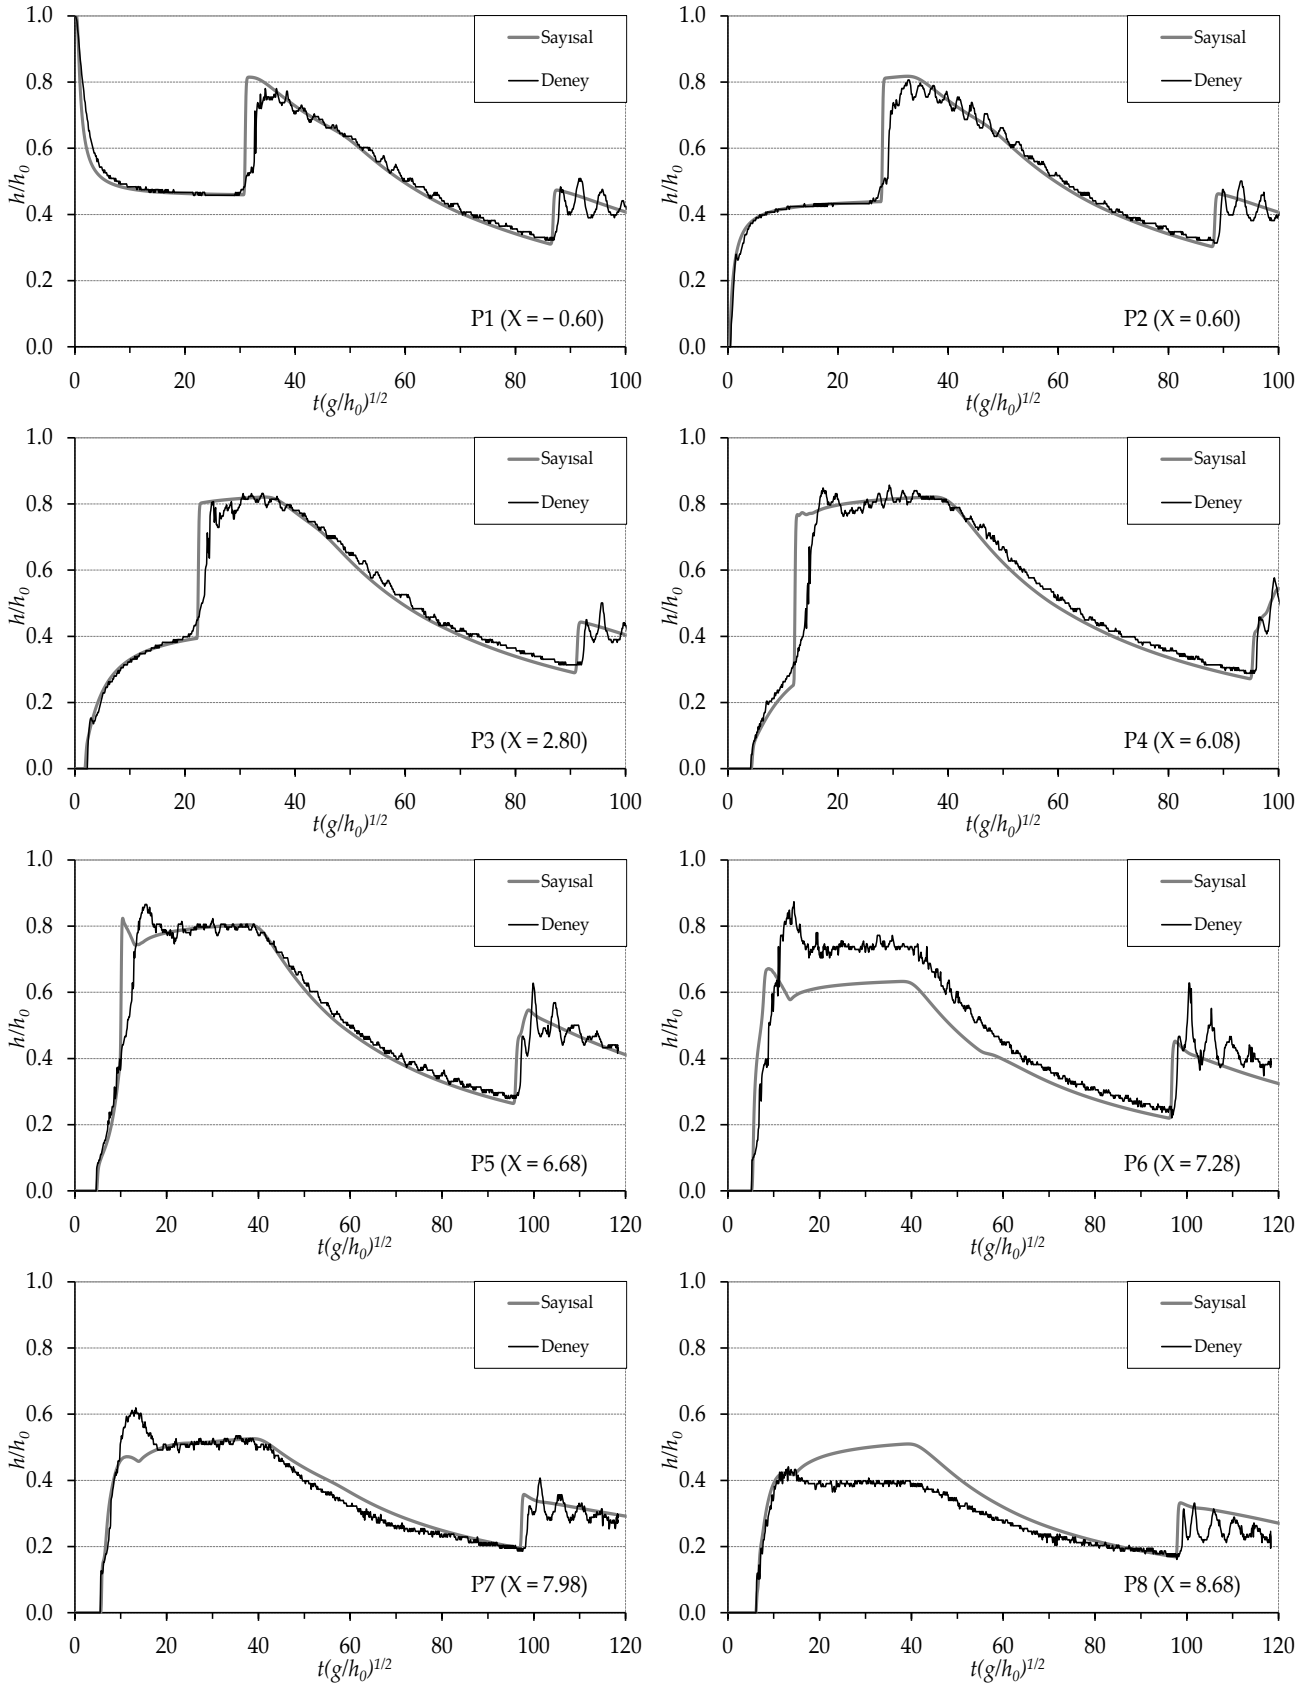 1.0
0.8
0.6
0.4
0.2
0.0
h/h0
Sayısal
Deney
P1 (X = − 0.60)
0 20 40 60 80 100
t(g/h0)1/2
1.0
0.8
0.6
0.4
0.2
0.0
h/h0
Sayısal
Deney
P2 (X = 0.60)
0 20 40 60 80 100
t(g/h0)1/2
1.0
0.8
0.6
0.4
0.2
0.0
h/h0
Sayısal
Deney
P3 (X = 2.80)
0 20 40 60 80 100
t(g/h0)1/2
1.0
0.8
0.6
0.4
0.2
0.0
h/h0
Sayısal
Deney
P4 (X = 6.08)
0 20 40 60 80 100
t(g/h0)1/2
1.0
0.8
0.6
0.4
0.2
0.0
h/h0
Sayısal
Deney
P5 (X = 6.68)
0 20 40 60 80 100 120
t(g/h0)1/2
1.0
0.8
0.6
0.4
0.2
0.0
h/h0
Sayısal
Deney
P6 (X = 7.28)
0 20 40 60 80 100 120
t(g/h0)1/2
1.0
0.8
0.6
0.4
0.2
0.0
h/h0
Sayısal
Deney
P7 (X = 7.98)
0 20 40 60 80 100 120
t(g/h0)1/2
1.0
0.8
0.6
0.4
0.2
0.0
h/h0
Sayısal
Deney
P8 (X = 8.68)
0 20 40 60 80 100 120
t(g/h0)1/2